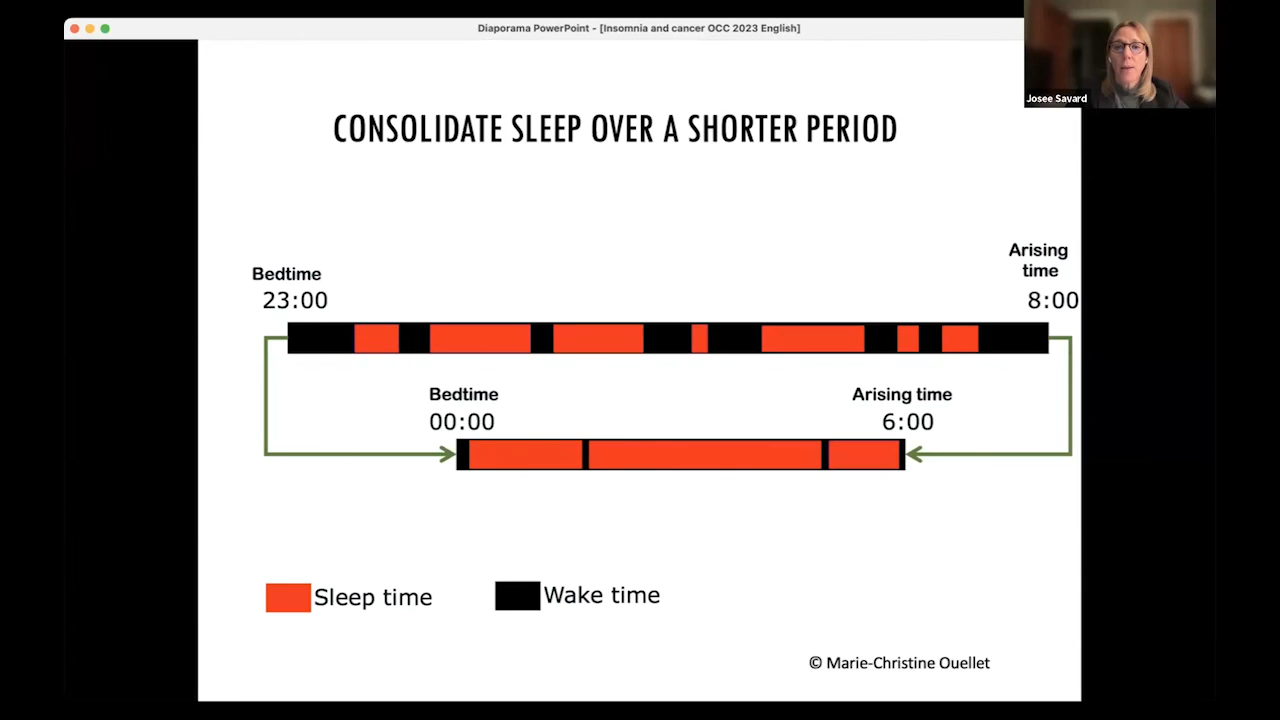 Diaporama PowerPoint - [Insomnia and cancer OCC 2023 English]
Josee Savard
CONSOLIDATE SLEEP OVER A SHORTER PERIOD
Bedtime
23:00
Arising
time
8:00
Bedtime
00:00
Arising time
6:00
Sleep time
Wake time
© Marie-Christine Ouellet